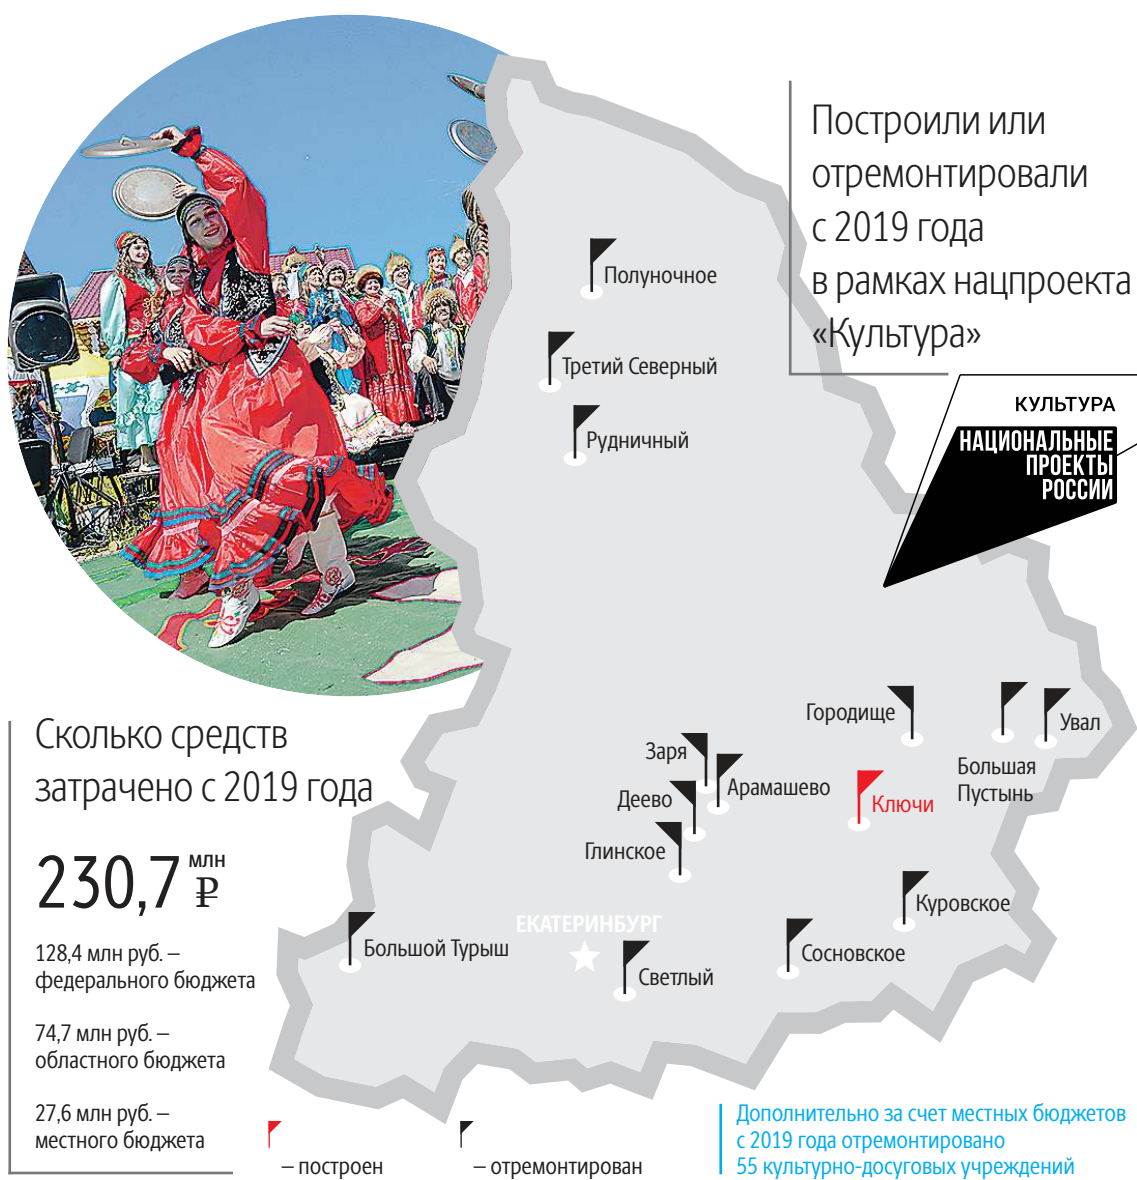 Построили или
отремонтировали
с 2019 года
в рамках нацпроекта
«Культура»
КУЛЬТУРА
НАЦИОНАЛЬНЫЕ
ПРОЕКТЫ
РОССИИ
Полуночное
Третий Северный
Рудничный
Городище
Увал
Большая
Пустынь
Заря
Арамашево
Деево
Ключи
Глинское
Куровское
ЕКАТЕРИНБУРГ
Большой Турыш
Сосновское
Светлый
Сколько средств
затрачено с 2019 года
230,7 млн ₽
128,4 млн руб. –
федерального бюджета
74,7 млн руб. –
областного бюджета
27,6 млн руб. –
местного бюджета
– построен
– отремонтирован
Дополнительно за счет местных бюджетов
с 2019 года отремонтировано
55 культурно-досуговых учреждений